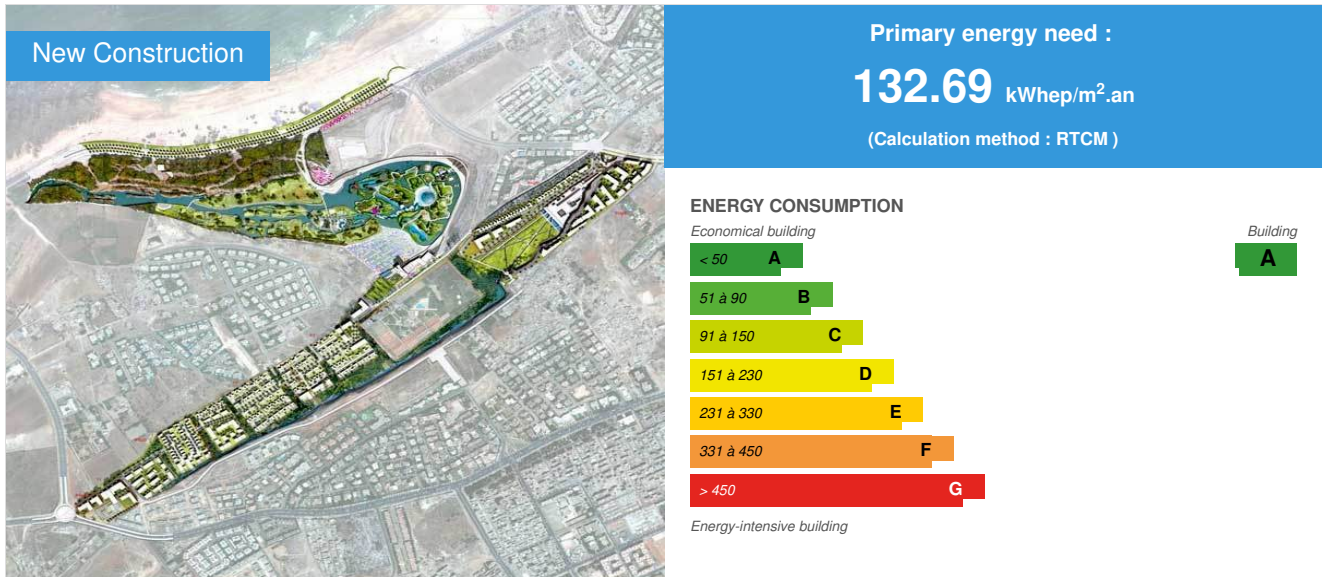 New Construction
Primary energy need :
132.69 kWhep/m².an
(Calculation method : RTCM )
ENERGY CONSUMPTION
Economical building
Building
< 50 A
A
51 à 90 B
91 à 150 C
151 à 230 D
231 à 330 E
331 à 450 F
> 450 G
Energy-intensive building